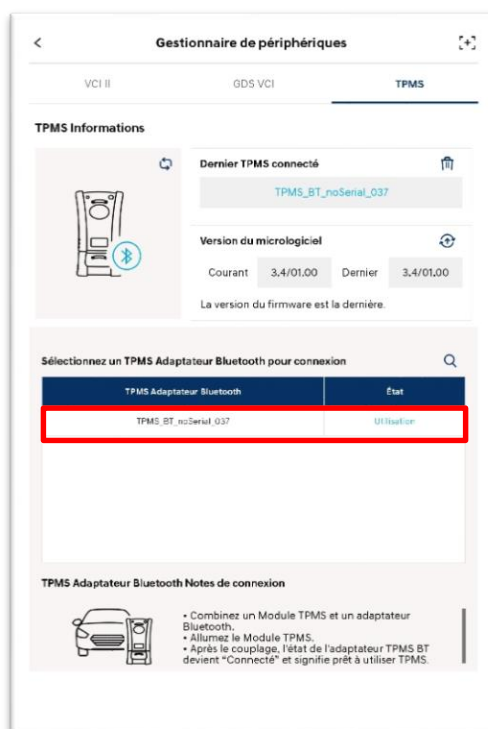 Gestionnaire de périphériques
VCI II
GDS VCI
TPMS
TPMS Informations
Dernier TPMS connecté
TPMS_BT_noSerial_037
Version du micrologiciel
Courant 3.4/01.00 Dernier 3.4/01.00
La version du firmware est la dernière.
Sélectionnez un TPMS Adaptateur Bluetooth pour connexion
TPMS Adaptateur Bluetooth État
TPMS_BT_noSerial_037 Utilisation
TPMS Adaptateur Bluetooth Notes de connexion
• Combinez un Module TPMS et un adaptateur
Bluetooth.
• Allumez le Module TPMS.
• Après le couplage, l'état de l'adaptateur TPMS BT
devient "Connecté" et signifie prêt à utiliser TPMS.